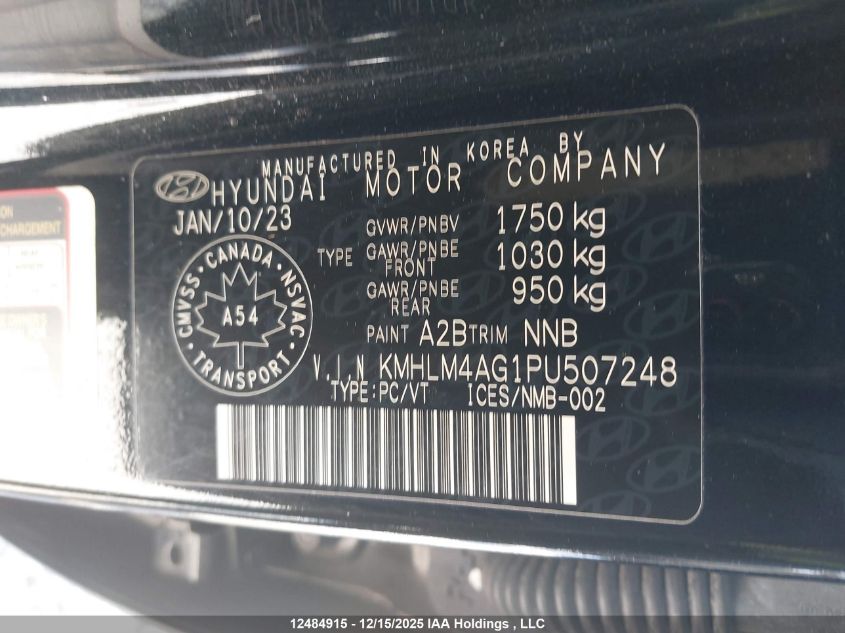 MANUFACTURED IN KOREA BY
HYUNDAI MOTOR COMPANY
JAN/10/23
GVWR/PNBV 1750 kg
TYPE GAWR/PNBE FRONT 1030 kg
GAWR/PNBE REAR 950 kg
CMVSS · CANADA · NSVAC
A54
TRANSPORT
PAINT A2B TRIM NNB
V.I.N KMHLM4AG1PU507248
TYPE:PC/VT ICES/NMB-002
CHARGEMENT
12484915 - 12/15/2025 IAA Holdings, LLC